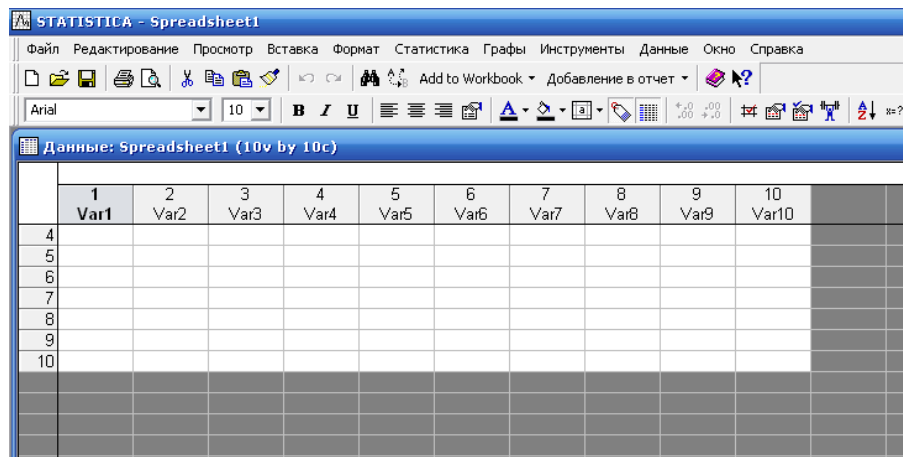 STATISTICA - Spreadsheet1
Файл Редактирование Просмотр Вставка Формат Статистика Графы Инструменты Данные Окно Справка
Add to Workbook Добавление в отчет
Arial 10 B I U
Данные: Spreadsheet1 (10v by 10c)
1 2 3 4 5 6 7 8 9 10
Var1 Var2 Var3 Var4 Var5 Var6 Var7 Var8 Var9 Var10
4
5
6
7
8
9
10